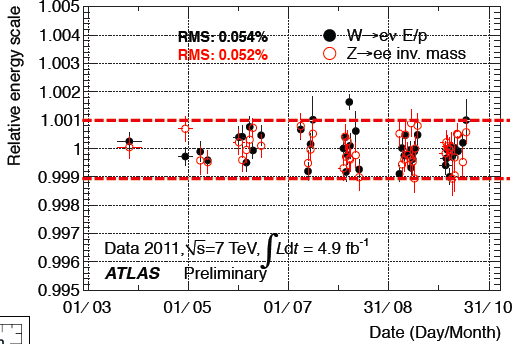 Relative energy scale
1.005
1.004
1.003
1.002
1.001
1
0.999
0.998
0.997
0.996
0.995
RMS: 0.054%
RMS: 0.052%
W→eν E/p
Z→ee inv. mass
Data 2011,√s=7 TeV,∫Ldt = 4.9 fb⁻¹
ATLAS Preliminary
01/ 03 01/ 05 01/ 07 31/ 08 31/ 10
Date (Day/Month)